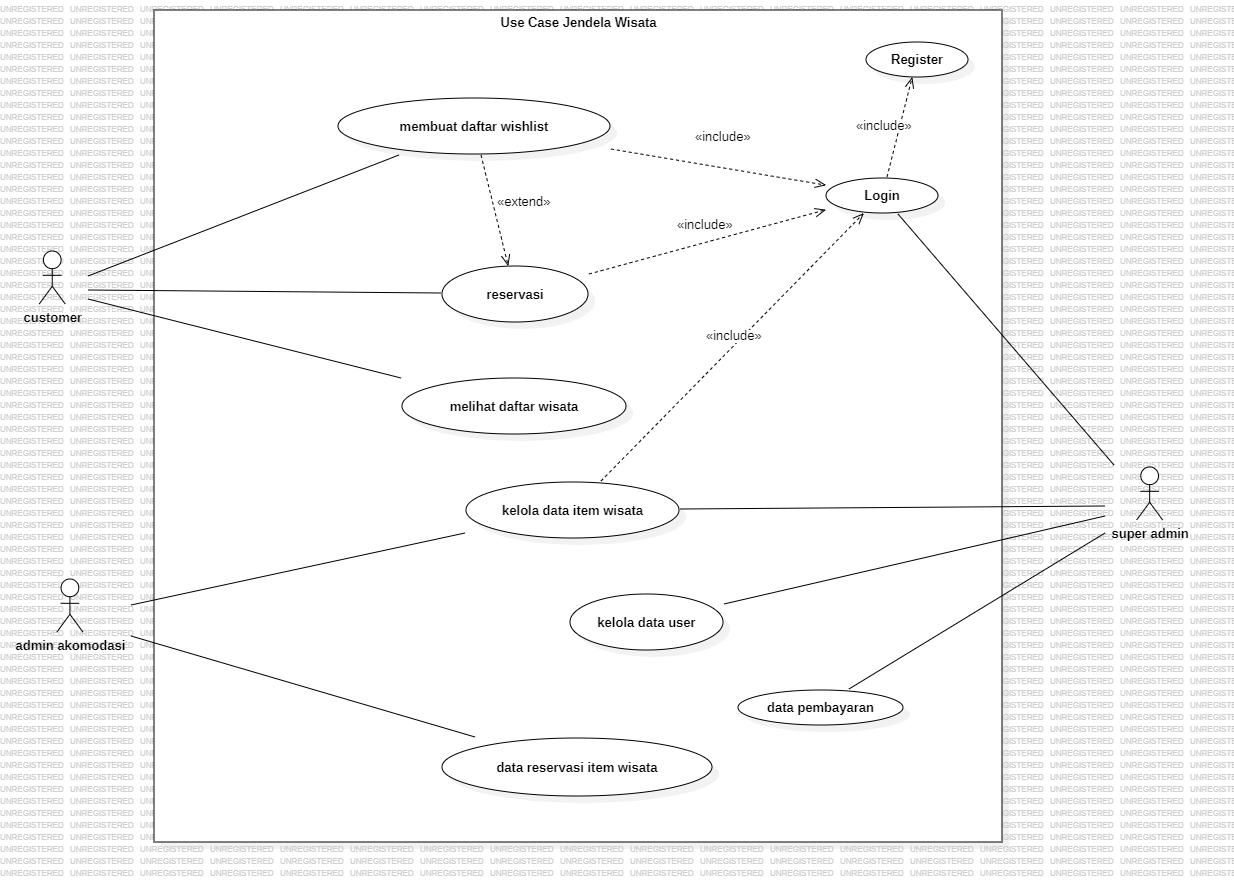 Use Case Jendela Wisata
Register
membuat daftar wishlist
«include»
«include»
Login
«extend»
«include»
reservasi
customer
«include»
melihat daftar wisata
kelola data item wisata
super admin
kelola data user
admin akomodasi
data pembayaran
data reservasi item wisata
UNREGISTERED